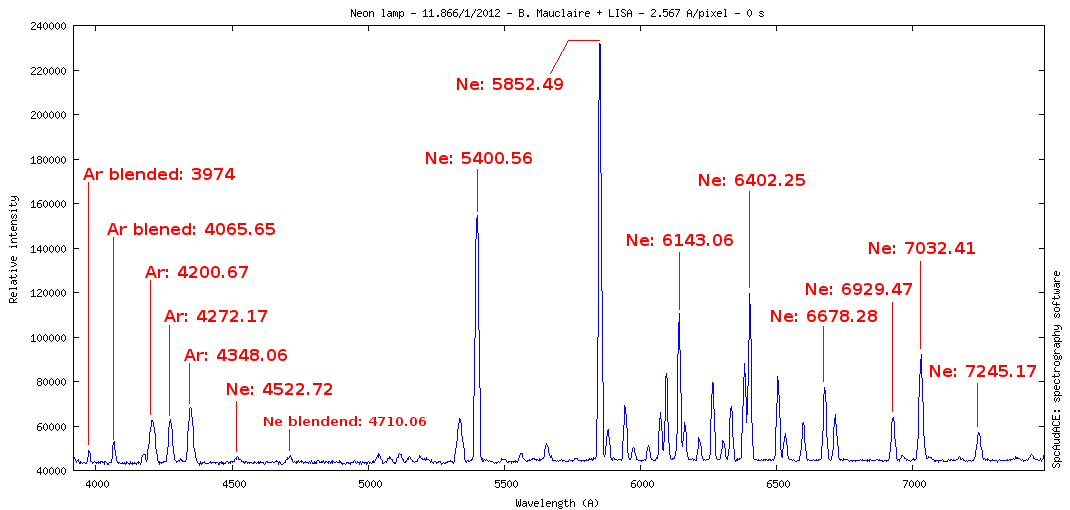 Neon lamp - 11.866/1/2012 - B. Mauclaire + LISA - 2.567 A/pixel - 0 s
240000
220000
200000
180000
160000
140000
120000
100000
80000
60000
40000
Relative intensity
Ne: 5852.49
Ne: 5400.56
Ar blended: 3974
Ne: 6402.25
Ar blened: 4065.65
Ne: 6143.06
Ne: 7032.41
Ar: 4200.67
Ne: 6929.47
Ar: 4272.17
Ne: 6678.28
Ar: 4348.06
Ne: 7245.17
Ne: 4522.72
Ne blendend: 4710.06
4000
4500
5000
5500
6000
6500
7000
Wavelength (A)
SpcAudACE: spectrography software